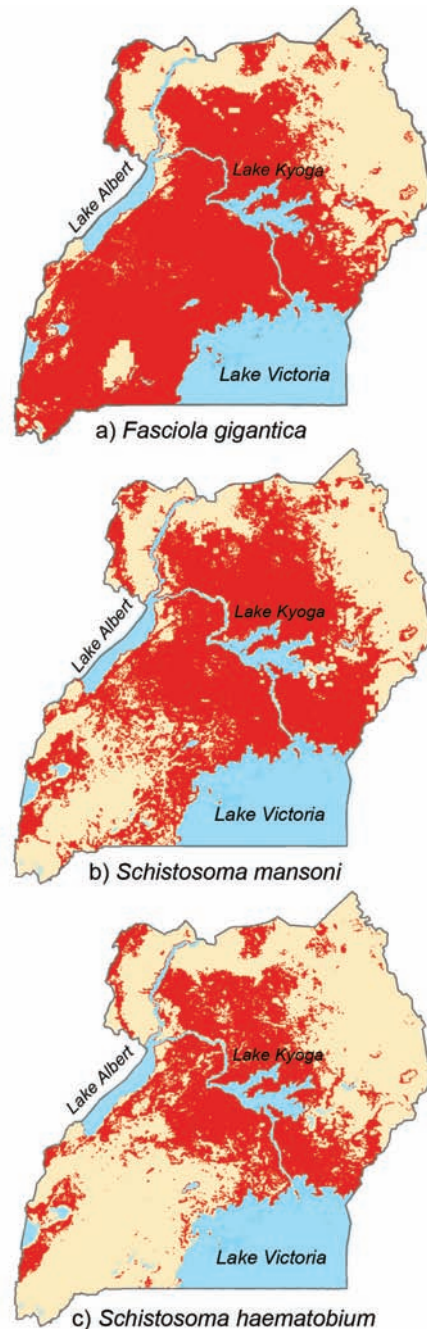 Lake Albert
Lake Kyoga
Lake Victoria
a) Fasciola gigantica
Lake Albert
Lake Kyoga
Lake Victoria
b) Schistosoma mansoni
Lake Albert
Lake Kyoga
Lake Victoria
c) Schistosoma haematobium